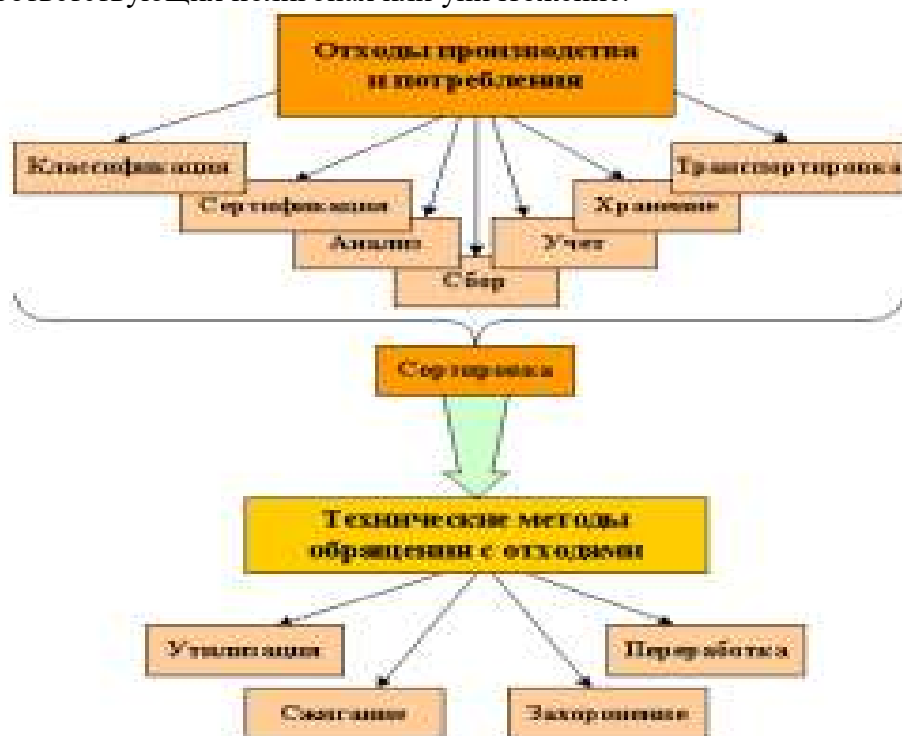 соответствующих полигонах или уничтожение.
Отходы производства
и потребления
Классификация
Транспортировка
Сертификация
Хранение
Анализ
Учет
Сбор
Сортировка
Технические методы
обращения с отходами
Утилизация
Переработка
Сжигание
Захоронение